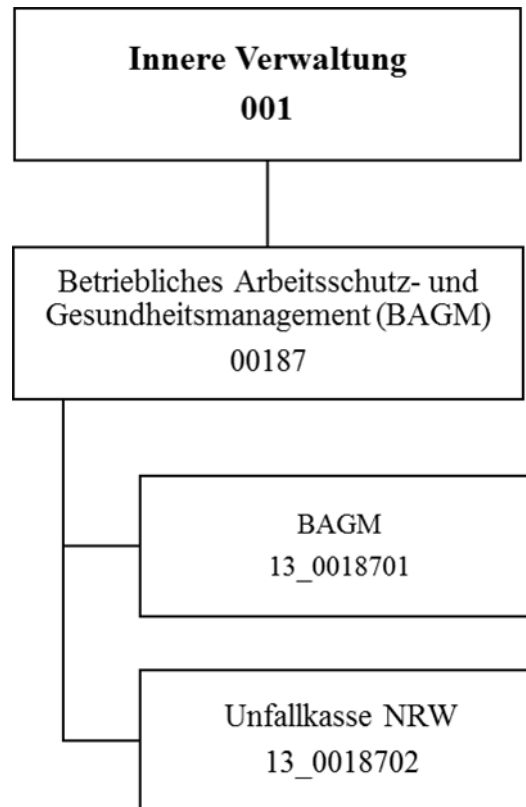 Innere Verwaltung
001
Betriebliches Arbeitsschutz- und
Gesundheitsmanagement (BAGM)
00187
BAGM
13_0018701
Unfallkasse NRW
13_0018702